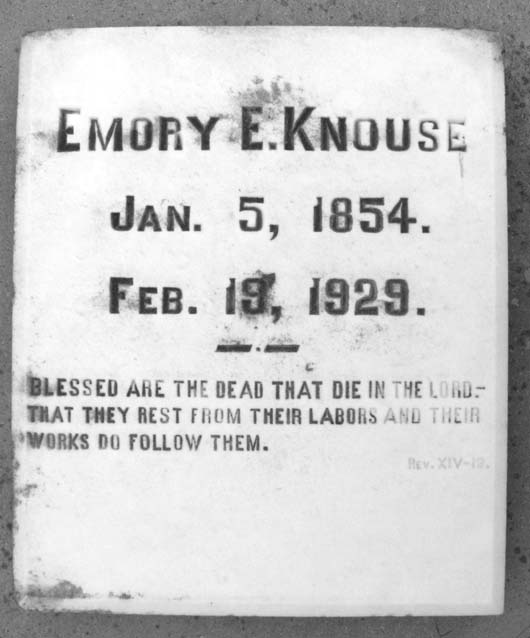 EMORY E. KNOUSE
JAN. 5, 1854.
FEB. 19, 1929.
BLESSED ARE THE DEAD THAT DIE IN THE LORD:-
THAT THEY REST FROM THEIR LABORS AND THEIR
WORKS DO FOLLOW THEM.
REV. XIV-13.